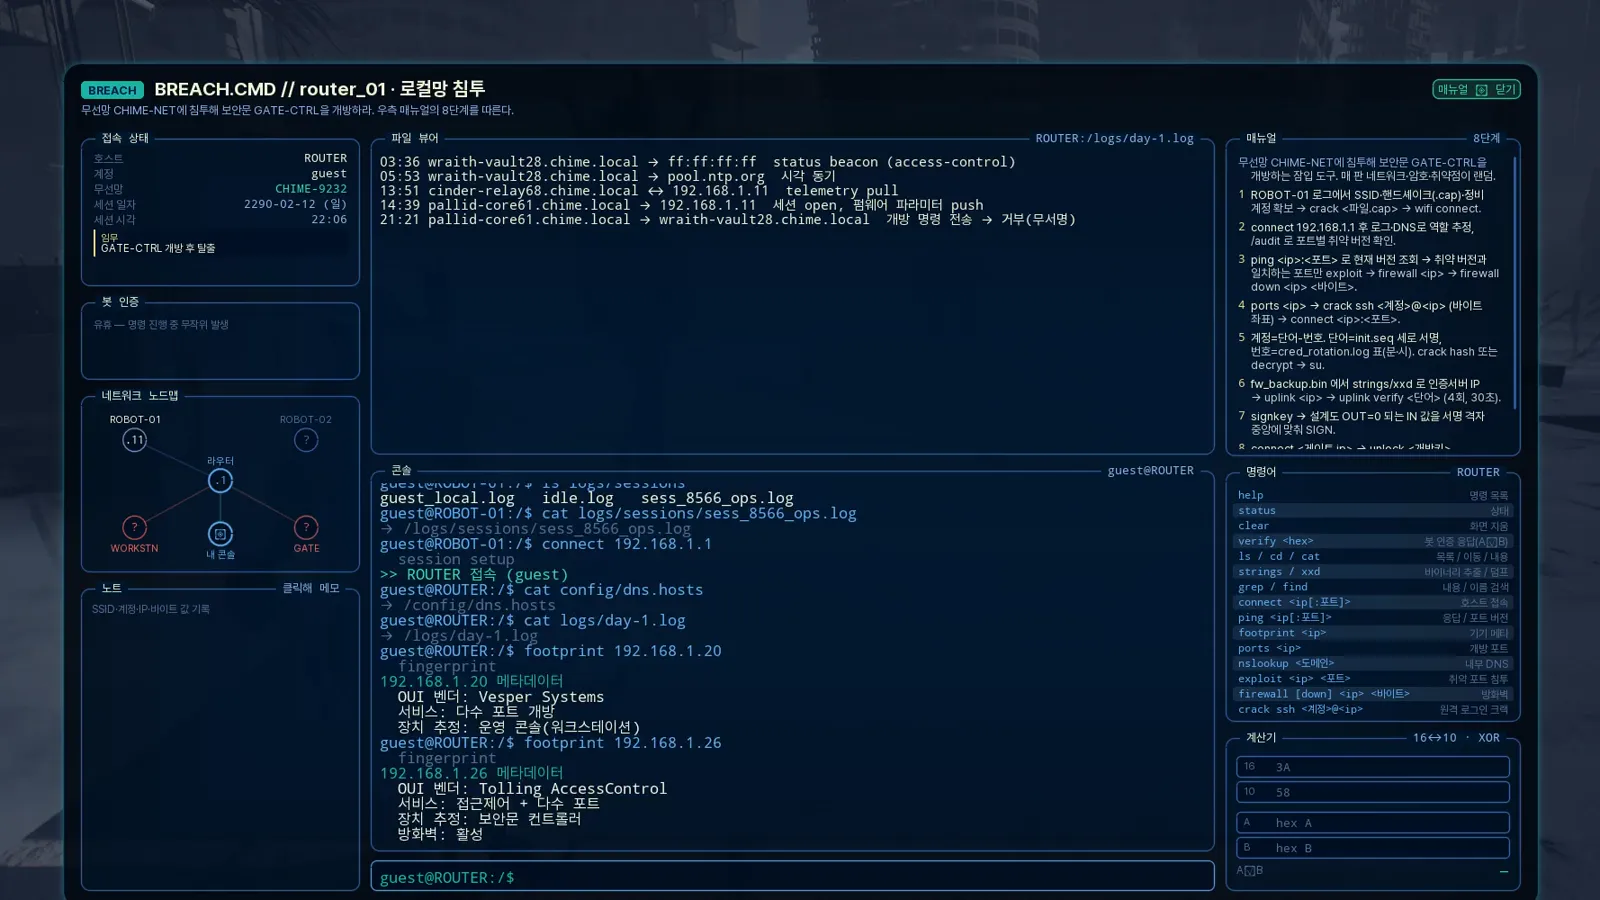 BREACH BREACH.CMD // router_01 · 로컬망 침투
매뉴얼 닫기
무선망 CHIME-NET에 침투해 보안문 GATE-CTRL을 개방하라. 우측 매뉴얼의 8단계를 따른다.
접속 상태
호스트 ROUTER
계정 guest
무선망 CHIME-9232
세션 일자 2290-02-12 (일)
세션 시각 22:06
임무
GATE-CTRL 개방 후 탈출
봇 인증
유휴 — 명령 진행 중 무작위 발생
네트워크 노드맵
ROBOT-01 ROBOT-02
.11 ?
라우터
.1
? ?
WORKSTN 내 콘솔 GATE
노트 클릭해 메모
SSID·계정·IP·바이트 값 기록
파일 뷰어 ROUTER:/logs/day-1.log
03:36 wraith-vault28.chime.local → ff:ff:ff:ff status beacon (access-control)
05:53 wraith-vault28.chime.local → pool.ntp.org 시각 동기
13:51 cinder-relay68.chime.local ↔ 192.168.1.11 telemetry pull
14:39 pallid-core61.chime.local → 192.168.1.11 세션 open, 펌웨어 파라미터 push
21:21 pallid-core61.chime.local → wraith-vault28.chime.local 개방 명령 전송 → 거부(무서명)
콘솔 guest@ROUTER
guest@ROBOT-01:/$ ls logs/sessions
guest_local.log idle.log sess_8566_ops.log
guest@ROBOT-01:/$ cat logs/sessions/sess_8566_ops.log
→ /logs/sessions/sess_8566_ops.log
guest@ROBOT-01:/$ connect 192.168.1.1
session setup
>> ROUTER 접속 (guest)
guest@ROUTER:/$ cat config/dns.hosts
→ /config/dns.hosts
guest@ROUTER:/$ cat logs/day-1.log
→ /logs/day-1.log
guest@ROUTER:/$ footprint 192.168.1.20
fingerprint
192.168.1.20 메타데이터
OUI 벤더: Vesper Systems
서비스: 다수 포트 개방
장치 추정: 운영 콘솔(워크스테이션)
guest@ROUTER:/$ footprint 192.168.1.26
fingerprint
192.168.1.26 메타데이터
OUI 벤더: Tolling AccessControl
서비스: 접근제어 + 다수 포트
장치 추정: 보안문 컨트롤러
방화벽: 활성
guest@ROUTER:/$
매뉴얼 8단계
무선망 CHIME-NET에 침투해 보안문 GATE-CTRL을
개방하는 잠입 도구. 매 판 네트워크·암호·취약점이 랜덤.
1 ROBOT-01 로그에서 SSID·핸드셰이크(.cap)·정비
계정 확보 → crack <파일.cap> → wifi connect.
2 connect 192.168.1.1 후 로그·DNS로 역할 추정,
/audit 로 포트별 취약 버전 확인.
3 ping <ip>:<포트> 로 현재 버전 조회 → 취약 버전과
일치하는 포트만 exploit → firewall <ip> → firewall
down <ip> <바이트>.
4 ports <ip> → crack ssh <계정>@<ip> (바이트
좌표) → connect <ip>:<포트>.
5 계정=단어-번호. 단어=init.seq 세로 서명,
번호=cred_rotation.log 표(문·시). crack hash 또는
decrypt → su.
6 fw_backup.bin 에서 strings/xxd 로 인증서버 IP
→ uplink <ip> → uplink verify <단어> (4회, 30초).
7 signkey → 설계도 OUT=0 되는 IN 값을 서명 격자
중앙에 맞춰 SIGN.
8 connect <게이트 ip> → unlock <개방키>
명령어 ROUTER
help 명령 목록
status 상태
clear 화면 지움
verify <hex> 봇 인증 응답(A B)
ls / cd / cat 목록 / 이동 / 내용
strings / xxd 바이너리 추출 / 덤프
grep / find 내용 / 이름 검색
connect <ip[:포트]> 호스트 접속
ping <ip[:포트]> 응답 / 포트 버전
footprint <ip> 기기 메타
ports <ip> 개방 포트
nslookup <도메인> 내부 DNS
exploit <ip> <포트> 취약 포트 침투
firewall [down] <ip> <바이트> 방화벽
crack ssh <계정>@<ip> 원격 로그인 크랙
계산기 16↔10 · XOR
16 3A
10 58
A hex A
B hex B
A B —